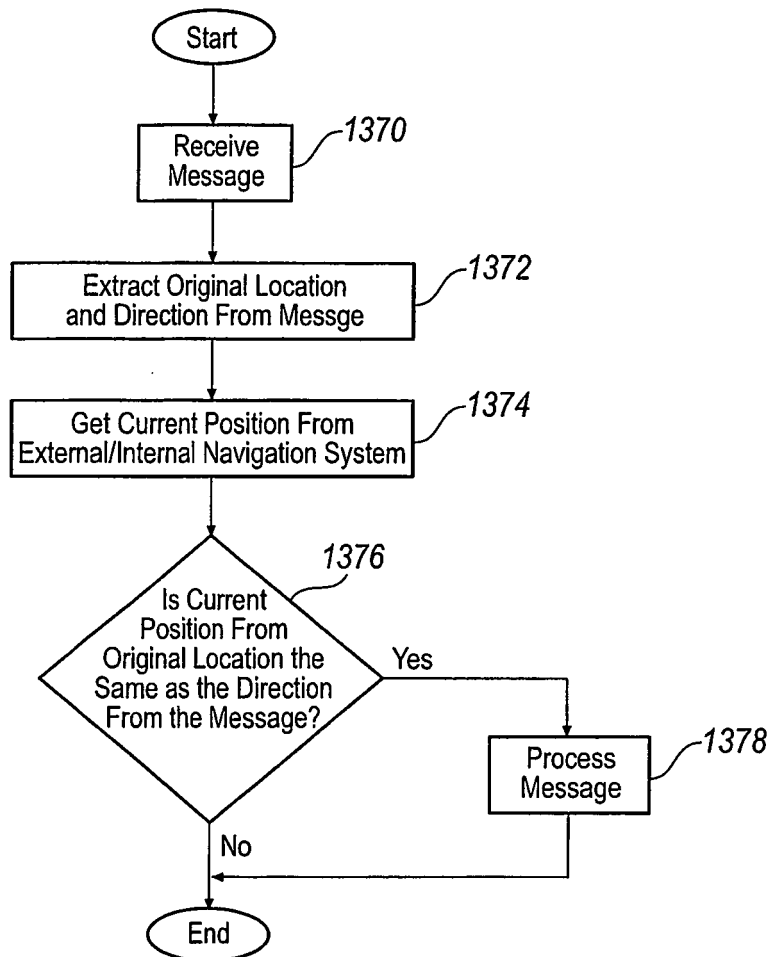 Start
1370
Receive
Message
1372
Extract Original Location
and Direction From Messge
1374
Get Current Position From
External/Internal Navigation System
1376
Is Current
Position From
Original Location the
Same as the Direction
From the Message?
Yes
1378
Process
Message
No
End